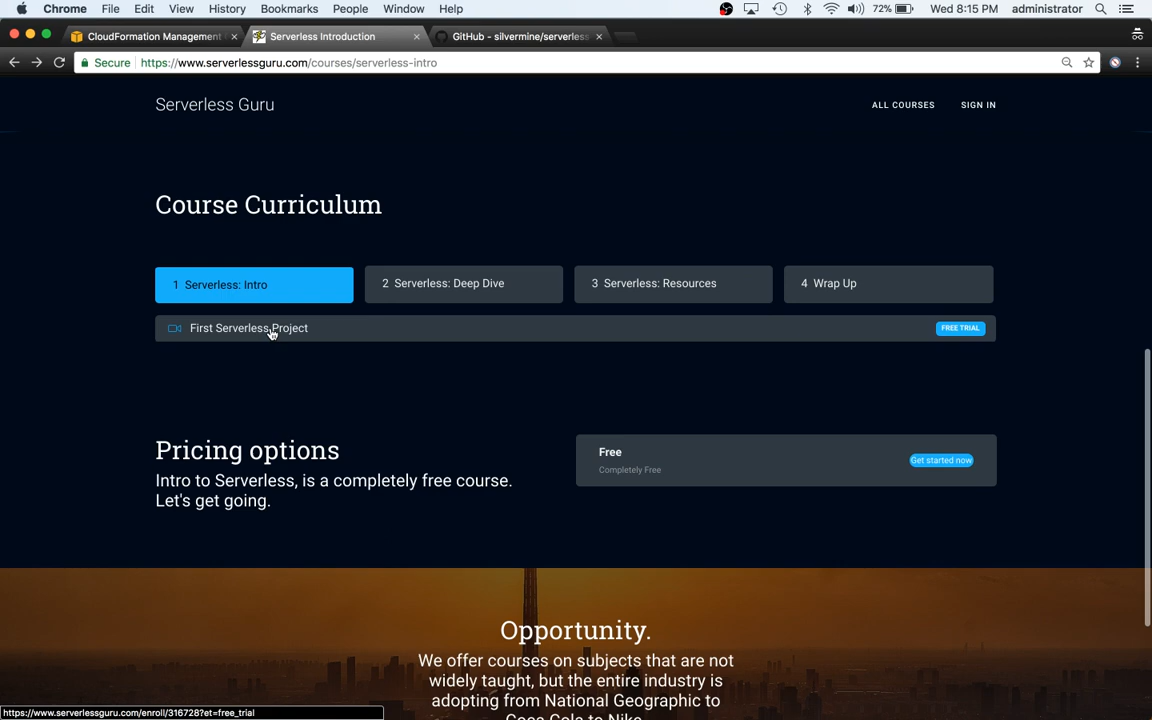 Chrome File Edit View History Bookmarks People Window Help 72% Wed 8:15 PM administrator
CloudFormation Management Serverless Introduction GitHub - silvermine/serverless
Secure https://www.serverlessguru.com/courses/serverless-intro
Serverless Guru
ALL COURSES SIGN IN
Course Curriculum
1 Serverless: Intro
2 Serverless: Deep Dive
3 Serverless: Resources
4 Wrap Up
First Serverless Project FREE TRIAL
Pricing options
Intro to Serverless, is a completely free course.
Let's get going.
Free
Completely Free
Get started now
Opportunity.
We offer courses on subjects that are not
widely taught, but the entire industry is
adopting from National Geographic to
Coca Cola to Nike
https://www.serverlessguru.com/enroll/316728?et=free_trial